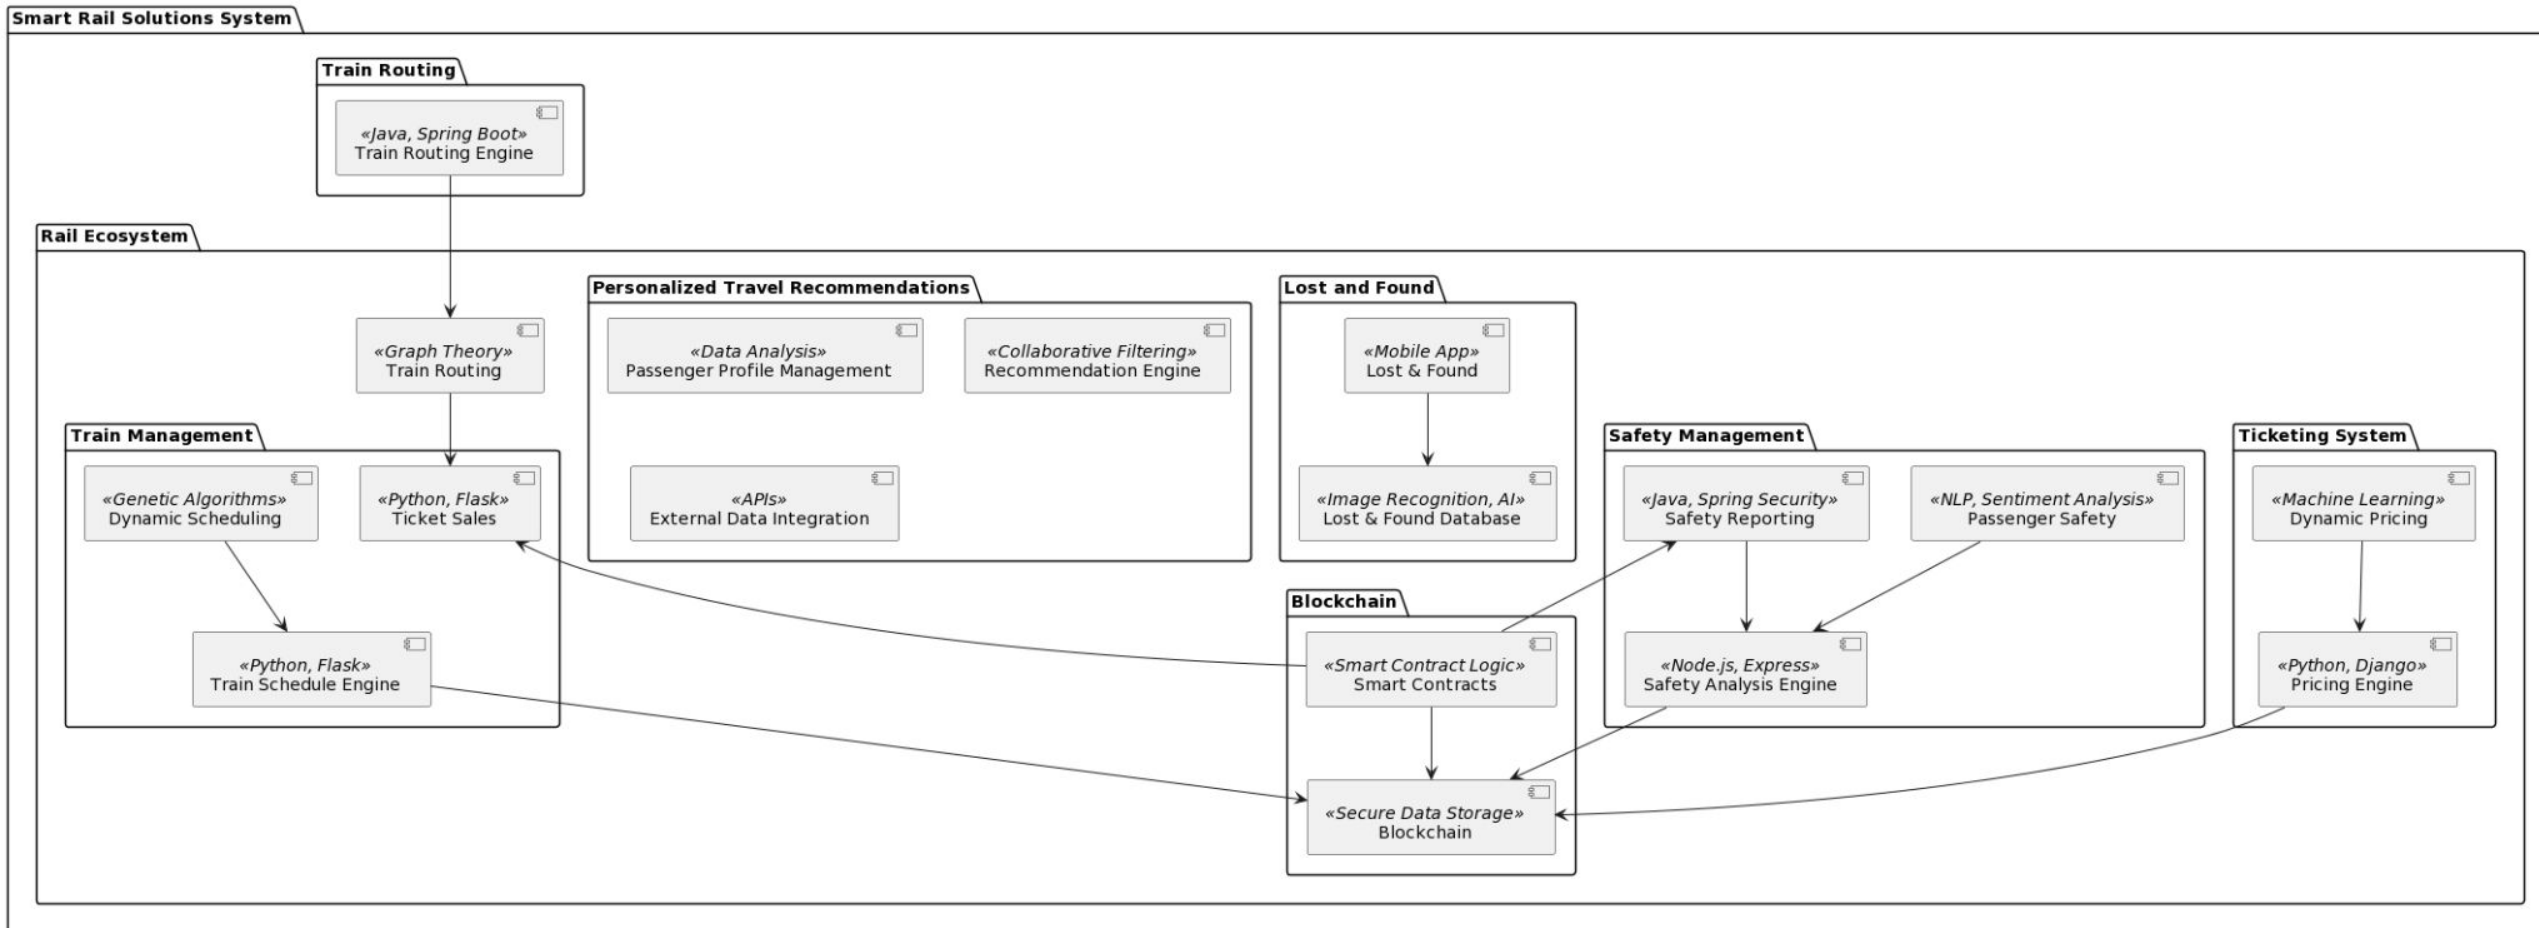 Smart Rail Solutions System
Train Routing
«Java, Spring Boot»
Train Routing Engine
Rail Ecosystem
Personalized Travel Recommendations
Lost and Found
«Graph Theory»
Train Routing
«Data Analysis»
Passenger Profile Management
«Collaborative Filtering»
Recommendation Engine
«Mobile App»
Lost & Found
Train Management
Safety Management
Ticketing System
«Genetic Algorithms»
Dynamic Scheduling
«Python, Flask»
Ticket Sales
«APIs»
External Data Integration
«Image Recognition, AI»
Lost & Found Database
«Java, Spring Security»
Safety Reporting
«NLP, Sentiment Analysis»
Passenger Safety
«Machine Learning»
Dynamic Pricing
Blockchain
«Python, Flask»
Train Schedule Engine
«Smart Contract Logic»
Smart Contracts
«Node.js, Express»
Safety Analysis Engine
«Python, Django»
Pricing Engine
«Secure Data Storage»
Blockchain